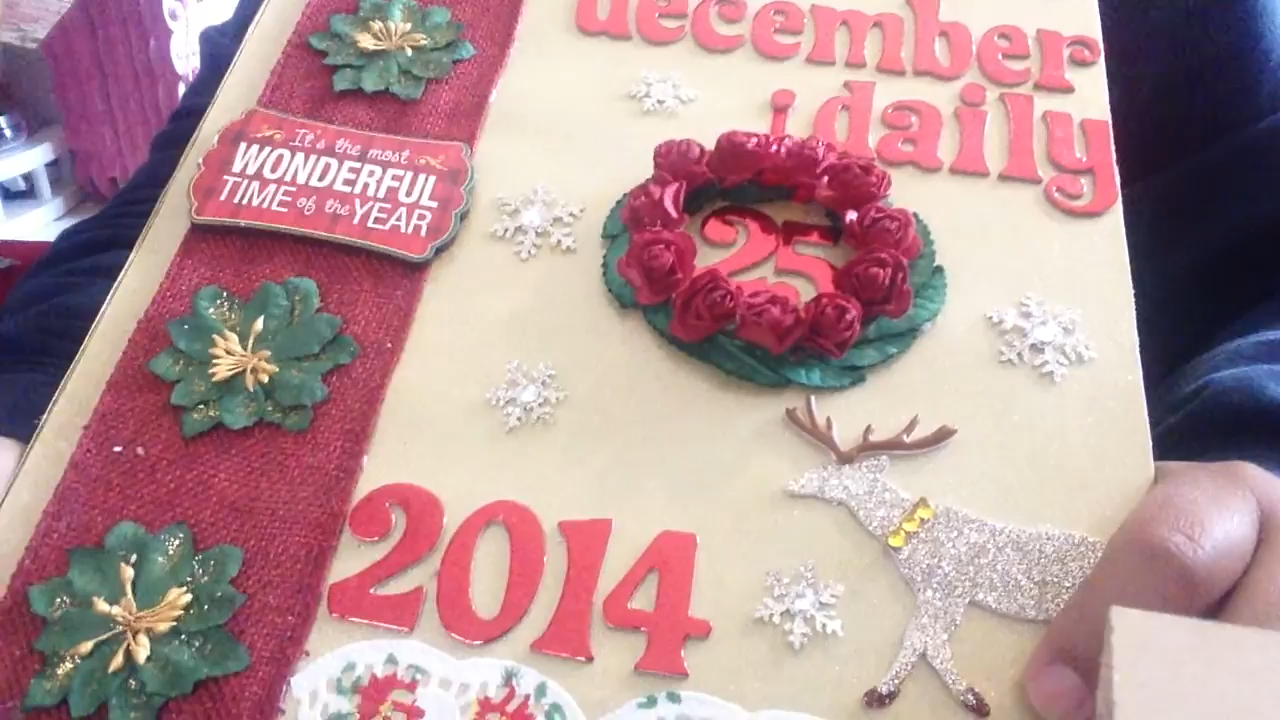 december
daily
It's the most
WONDERFUL
TIME of the YEAR
25
2014